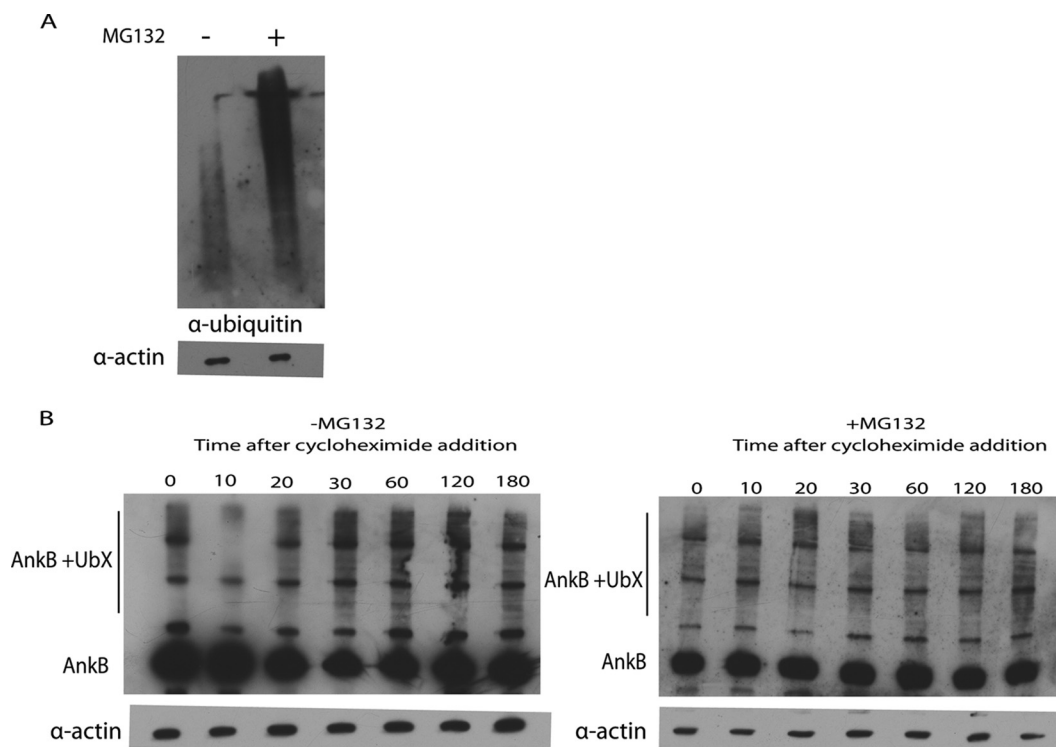 A
MG132 - +
α-ubiquitin
α-actin
B
-MG132
Time after cycloheximide addition
0 10 20 30 60 120 180
AnkB +UbX
AnkB
α-actin
+MG132
Time after cycloheximide addition
0 10 20 30 60 120 180
AnkB +UbX
AnkB
α-actin